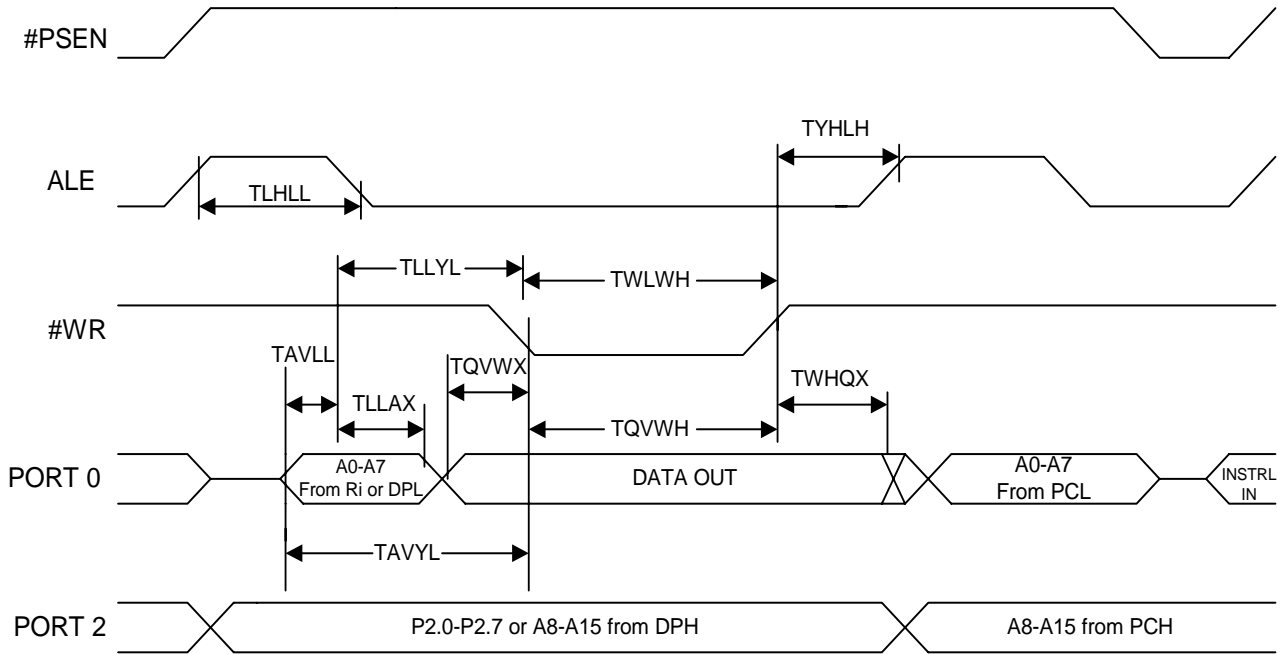 #PSEN
TYHLH
ALE
TLHLL
TLLYL
TWLWH
#WR
TAVLL
TQVWX
TWHQX
TLLAX
TQVWH
PORT 0
A0-A7
From Ri or DPL
DATA OUT
A0-A7
From PCL
INSTRL
IN
TAVYL
PORT 2
P2.0-P2.7 or A8-A15 from DPH
A8-A15 from PCH